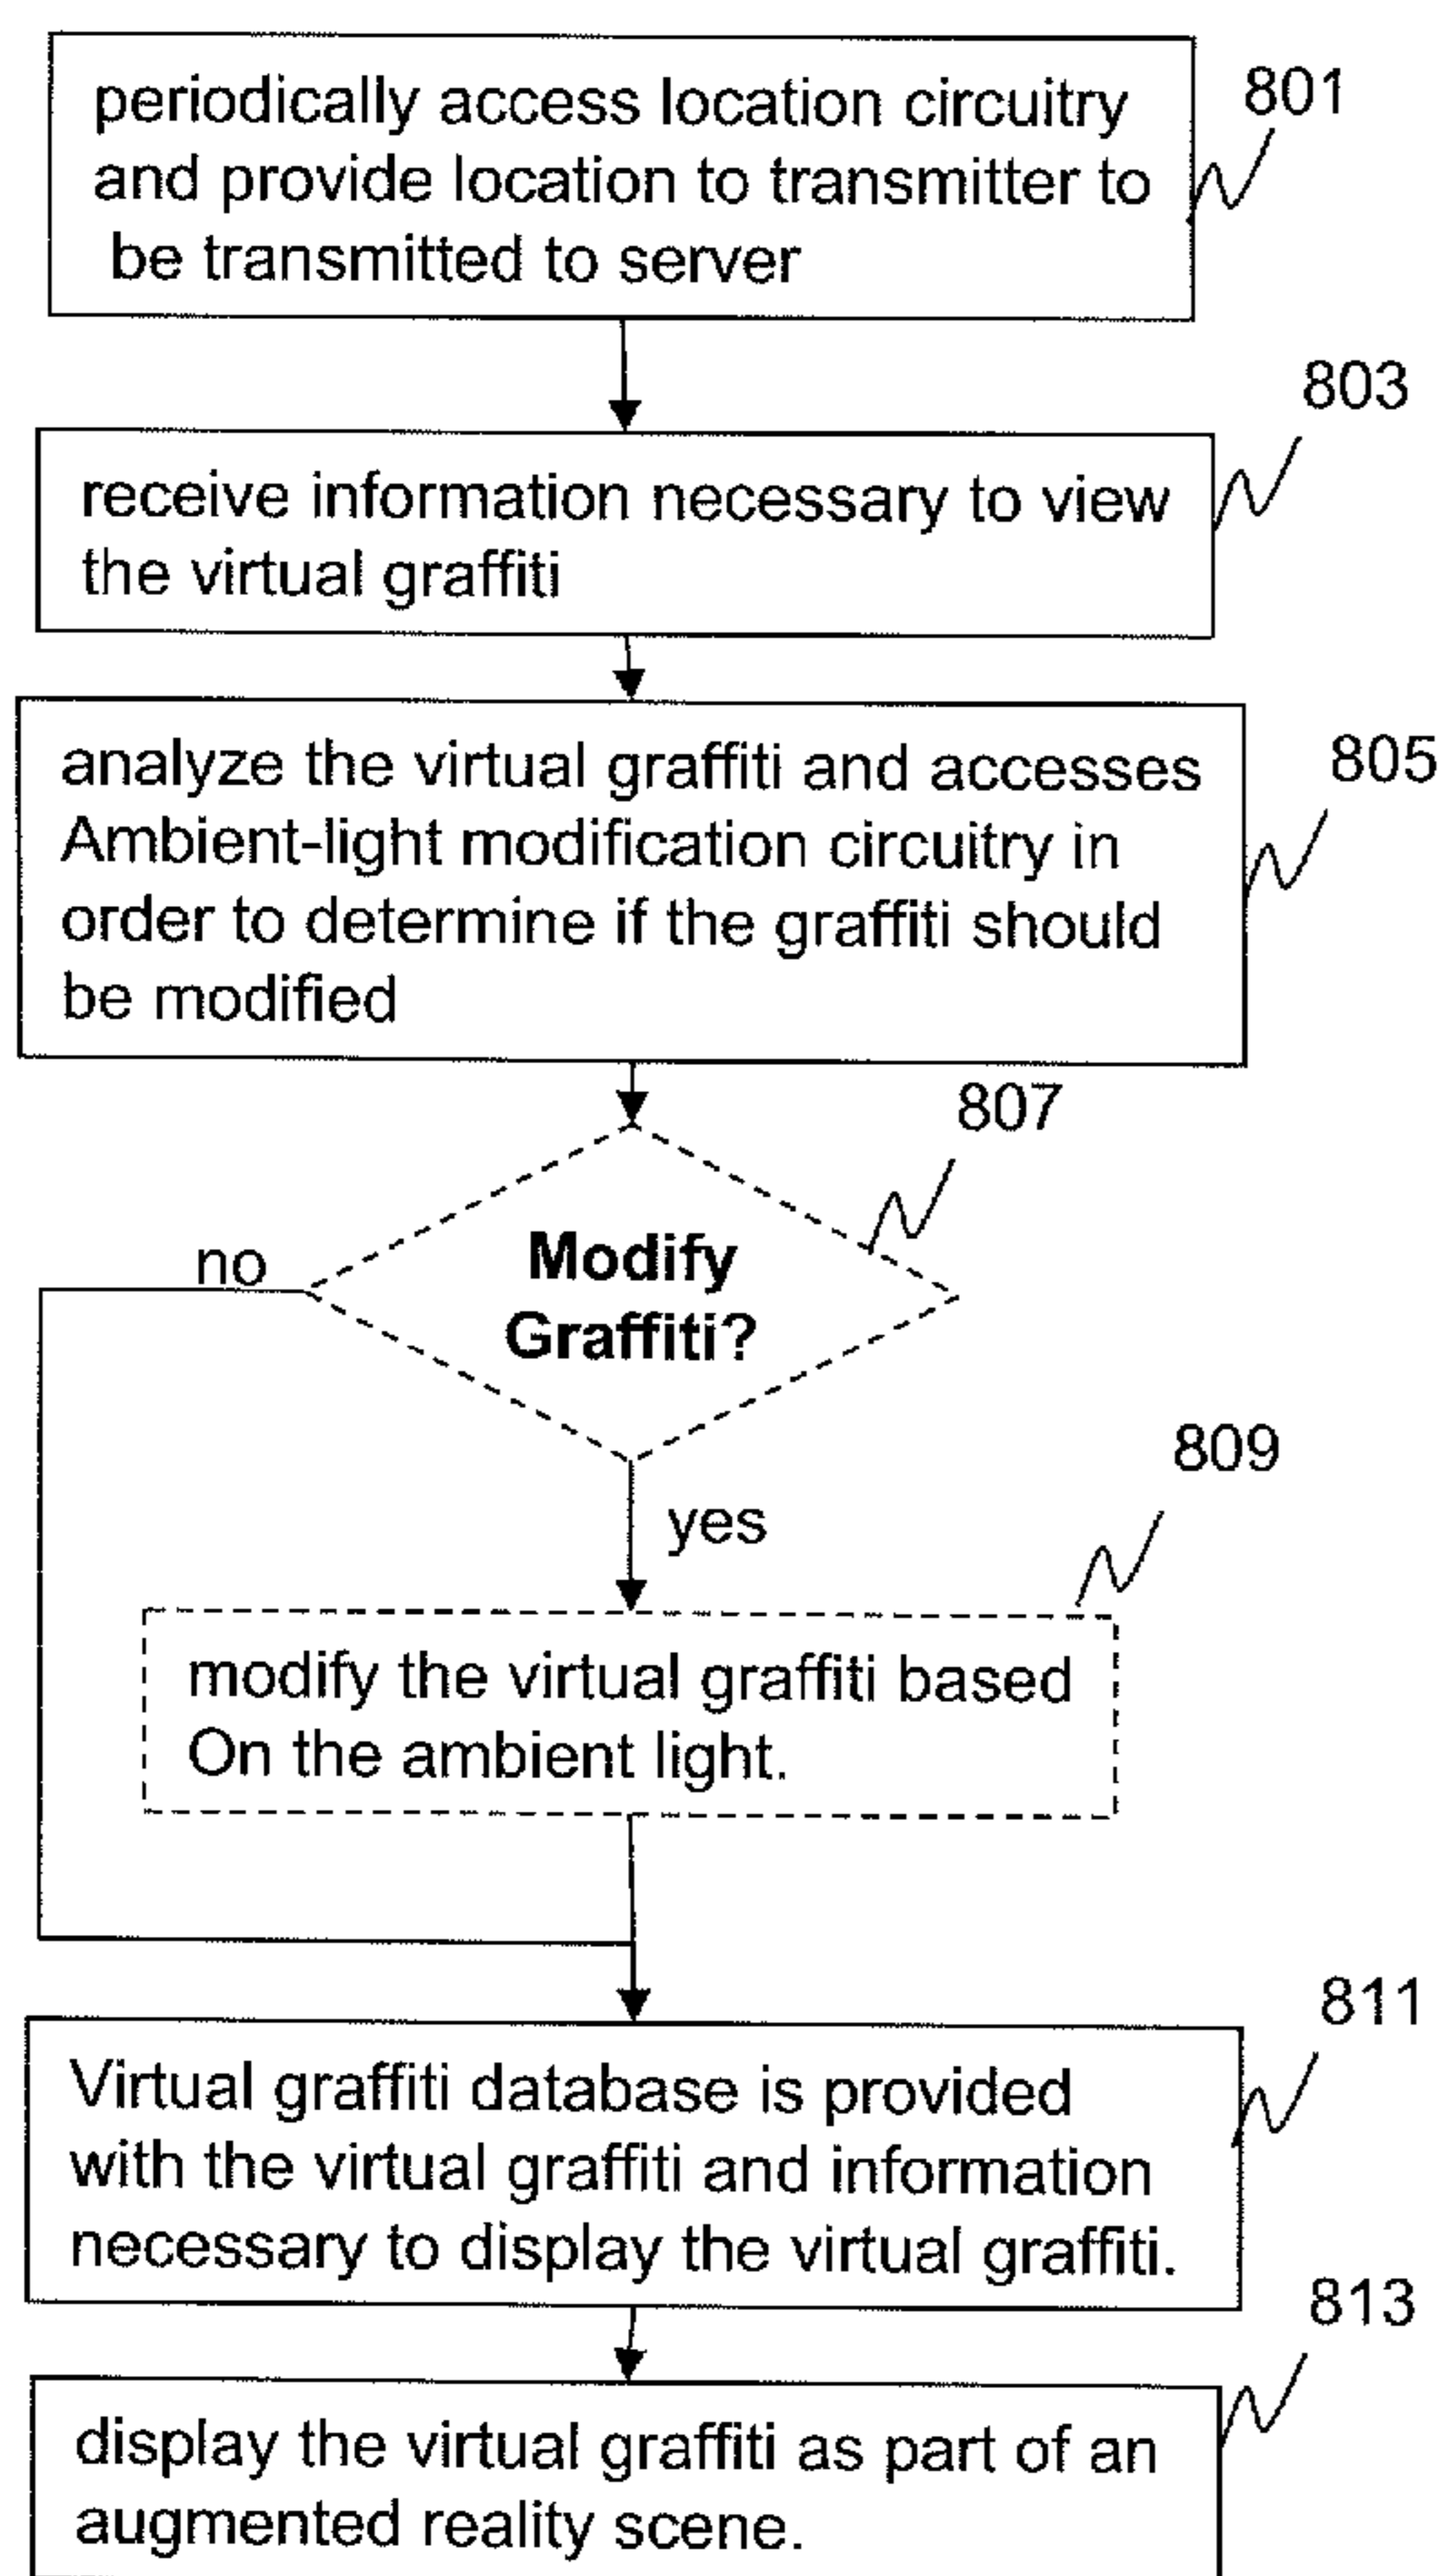 periodically access location circuitry
and provide location to transmitter to
be transmitted to server
801
803
receive information necessary to view
the virtual graffiti
805
analyze the virtual graffiti and accesses
Ambient-light modification circuitry in
order to determine if the graffiti should
be modified
807
no
Modify
Graffiti?
yes
809
modify the virtual graffiti based
On the ambient light.
811
Virtual graffiti database is provided
with the virtual graffiti and information
necessary to display the virtual graffiti.
813
display the virtual graffiti as part of an
augmented reality scene.